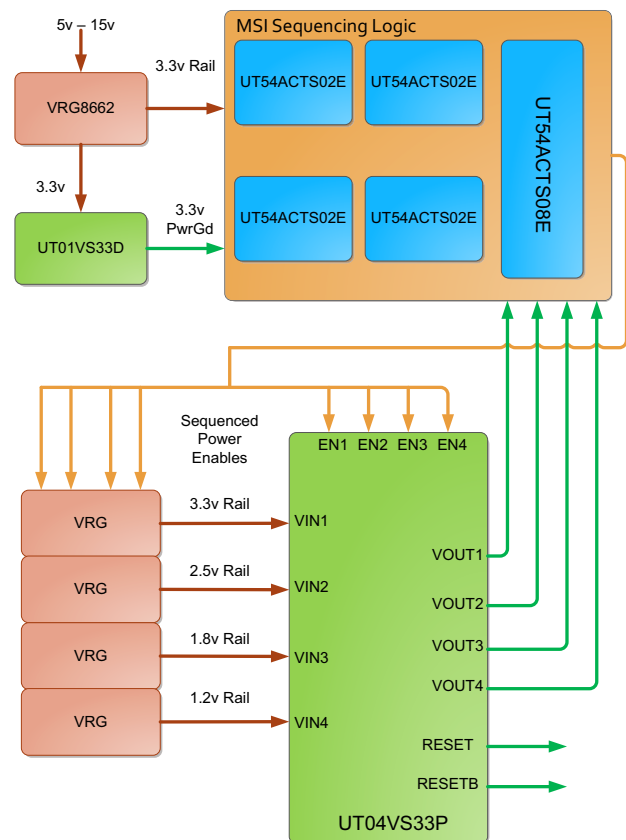 5v – 15v
MSI Sequencing Logic
3.3v Rail
VRG8662
UT54ACTS02E
UT54ACTS02E
UT54ACTS08E
3.3v
3.3v
PwrGd
UT01VS33D
UT54ACTS02E
UT54ACTS02E
Sequenced
Power
Enables
EN1 EN2 EN3 EN4
VRG
3.3v Rail
VIN1
VOUT1
VRG
2.5v Rail
VIN2
VOUT2
VRG
1.8v Rail
VIN3
VOUT3
VOUT4
VRG
1.2v Rail
VIN4
RESET
RESETB
UT04VS33P